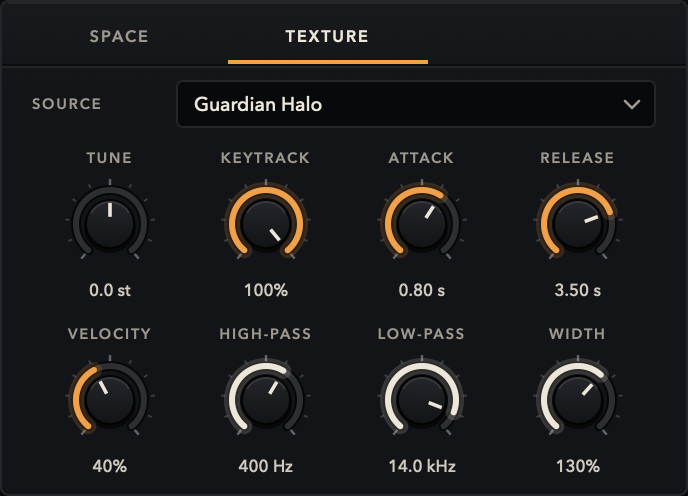 SPACE TEXTURE
SOURCE Guardian Halo
TUNE KEYTRACK ATTACK RELEASE
0.0 st 100% 0.80 s 3.50 s
VELOCITY HIGH-PASS LOW-PASS WIDTH
40% 400 Hz 14.0 kHz 130%